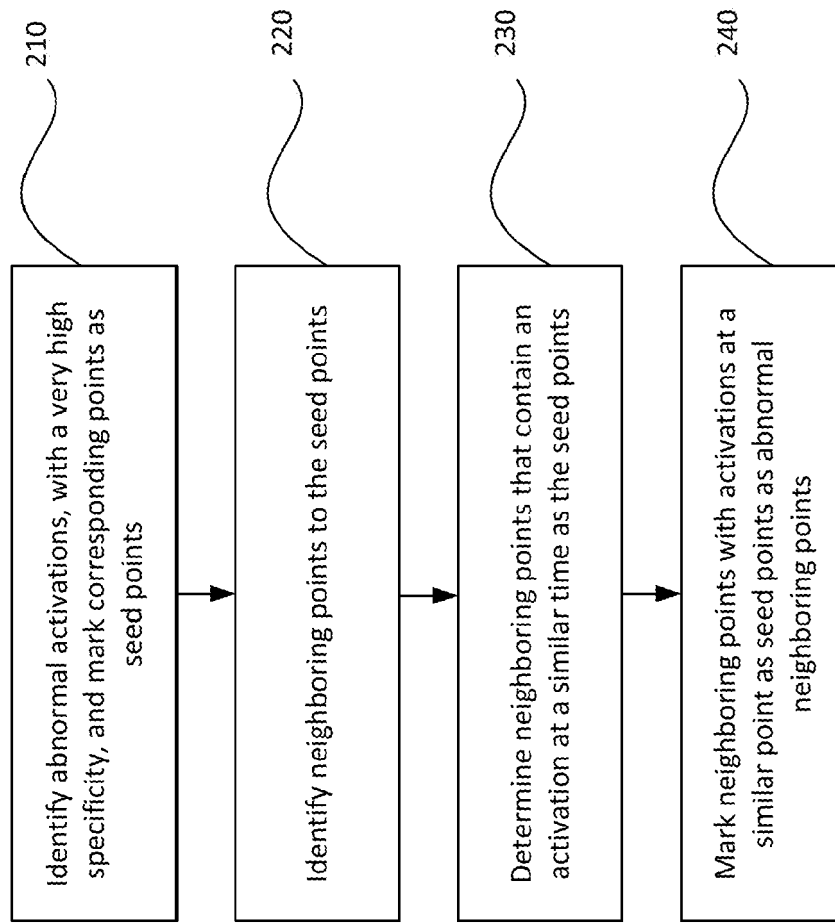 Identify abnormal activations, with a very high
specificity, and mark corresponding points as
seed points
210
Identify neighboring points to the seed points
220
Determine neighboring points that contain an
activation at a similar time as the seed points
230
Mark neighboring points with activations at a
similar point as seed points as abnormal
neighboring points
240